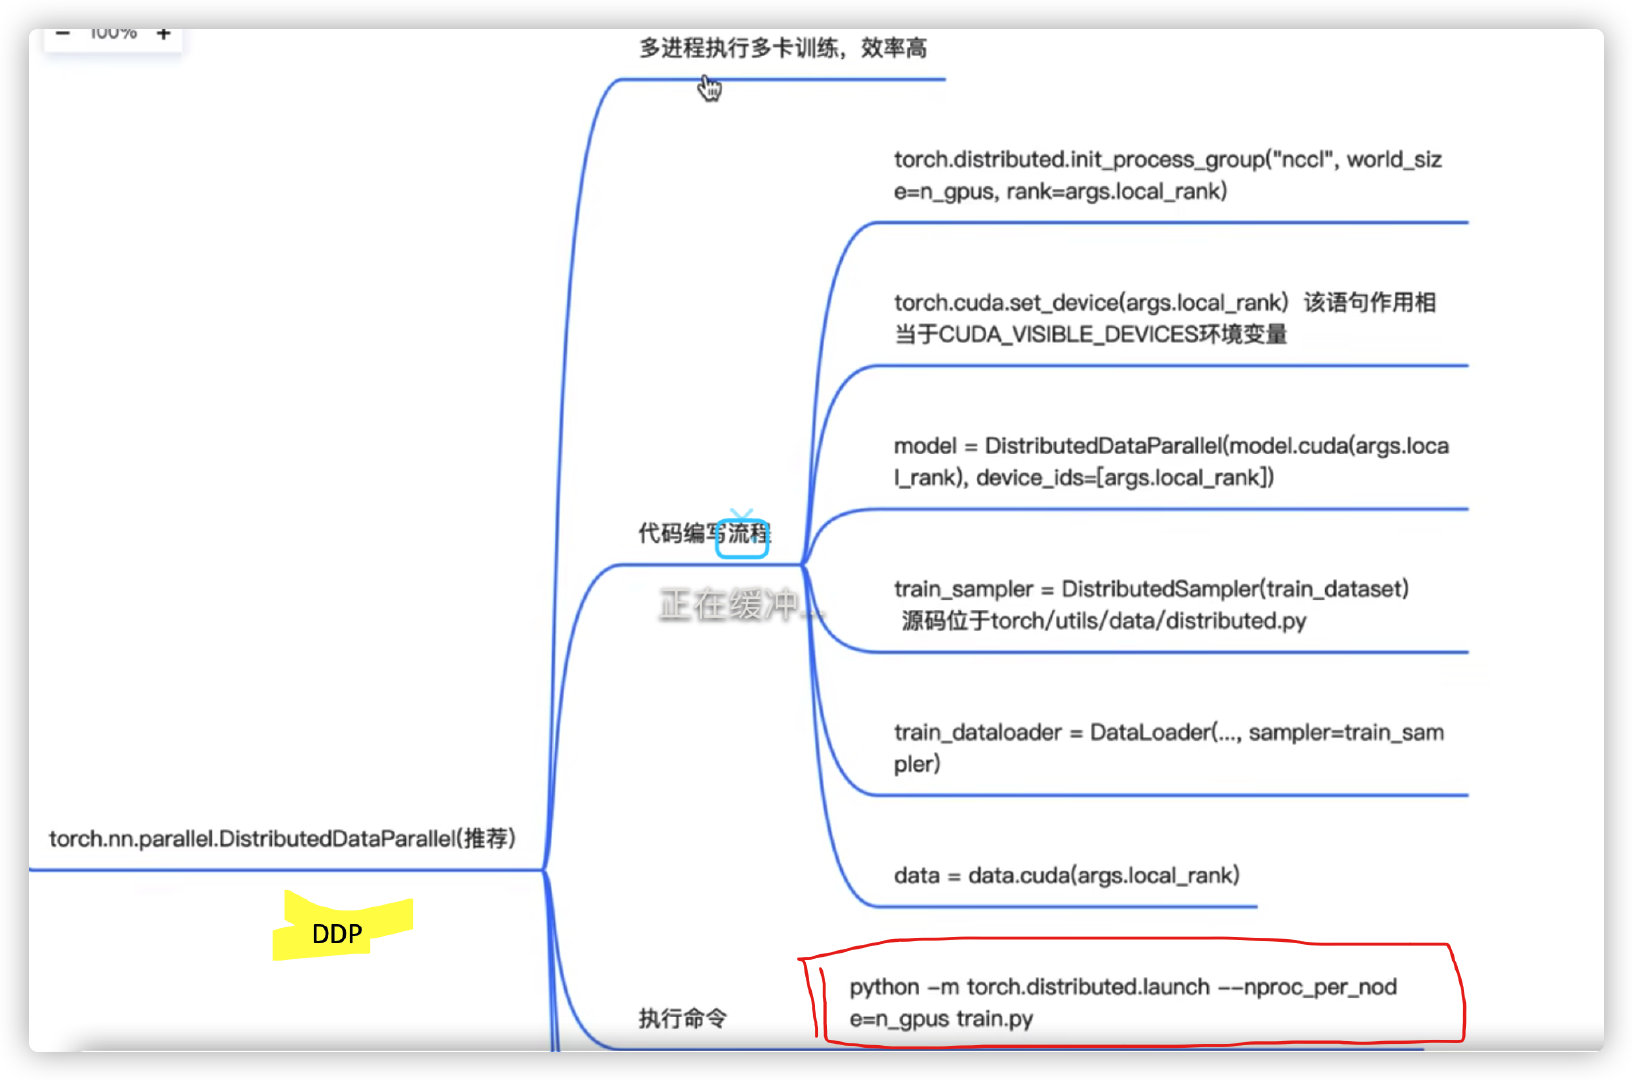 − 100% +
多进程执行多卡训练，效率高
torch.distributed.init_process_group("nccl", world_siz
e=n_gpus, rank=args.local_rank)
torch.cuda.set_device(args.local_rank) 该语句作用相
当于CUDA_VISIBLE_DEVICES环境变量
model = DistributedDataParallel(model.cuda(args.loca
l_rank), device_ids=[args.local_rank])
代码编写流程
正在缓冲...
train_sampler = DistributedSampler(train_dataset)
源码位于torch/utils/data/distributed.py
train_dataloader = DataLoader(..., sampler=train_sam
pler)
torch.nn.parallel.DistributedDataParallel(推荐)
data = data.cuda(args.local_rank)
DDP
python -m torch.distributed.launch --nproc_per_nod
e=n_gpus train.py
执行命令